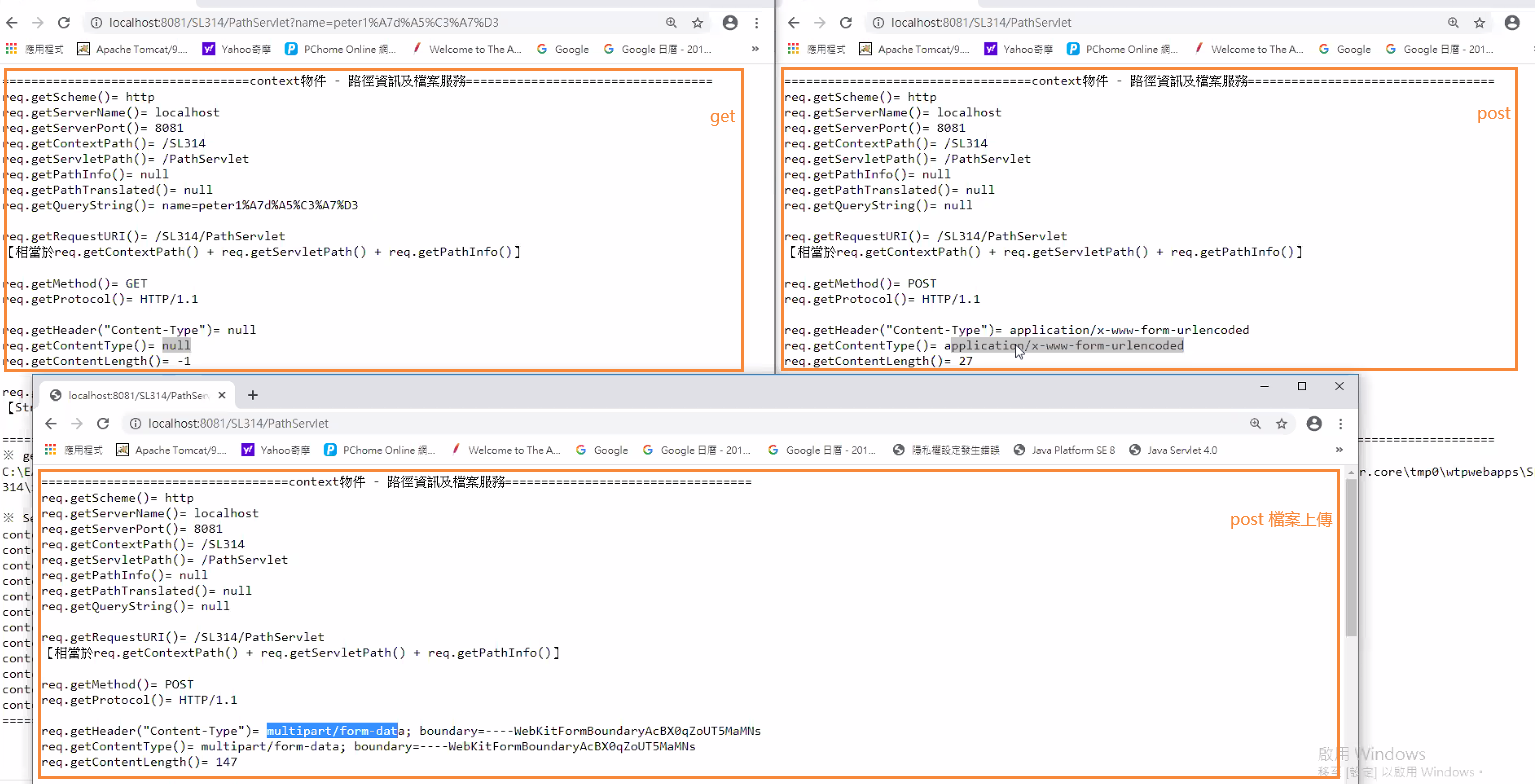 localhost:8081/SL314/PathServlet?name=peter1%A7d%A5%C3%A7%D3
應用程式 Apache Tomcat/9.... Yahoo奇摩 PChome Online 網... Welcome to The A... Google Google 日曆 - 201... »
================================context物件 - 路徑資訊及檔案服務================================
req.getScheme()= http
req.getServerName()= localhost
req.getServerPort()= 8081
req.getContextPath()= /SL314
req.getServletPath()= /PathServlet
req.getPathInfo()= null
req.getPathTranslated()= null
req.getQueryString()= name=peter1%A7d%A5%C3%A7%D3
req.getRequestURI()= /SL314/PathServlet
【相當於req.getContextPath() + req.getServletPath() + req.getPathInfo()】
req.getMethod()= GET
req.getProtocol()= HTTP/1.1
req.getHeader("Content-Type")= null
req.getContentType()= null
req.getContentLength()= -1
get
localhost:8081/SL314/PathServlet
應用程式 Apache Tomcat/9.... Yahoo奇摩 PChome Online 網... Welcome to The A... Google Google 日曆 - 201...
================================context物件 - 路徑資訊及檔案服務================================
req.getScheme()= http
req.getServerName()= localhost
req.getServerPort()= 8081
req.getContextPath()= /SL314
req.getServletPath()= /PathServlet
req.getPathInfo()= null
req.getPathTranslated()= null
req.getQueryString()= null
req.getRequestURI()= /SL314/PathServlet
【相當於req.getContextPath() + req.getServletPath() + req.getPathInfo()】
req.getMethod()= POST
req.getProtocol()= HTTP/1.1
req.getHeader("Content-Type")= application/x-www-form-urlencoded
req.getContentType()= application/x-www-form-urlencoded
req.getContentLength()= 27
post
req.
【Str
====
※ ge
C:\E
314\
※ Se
cont
cont
cont
cont
cont
cont
cont
cont
cont
cont
cont
cont
====
r.core\tmp0\wtpwebapps\S
localhost:8081/SL314/PathSer
localhost:8081/SL314/PathServlet
應用程式 Apache Tomcat/9.... Yahoo奇摩 PChome Online 網... Welcome to The A... Google Google 日曆 - 201... Google 日曆 - 201... 隱私權設定發生錯誤 Java Platform SE 8 Java Servlet 4.0 »
================================context物件 - 路徑資訊及檔案服務================================
req.getScheme()= http
req.getServerName()= localhost
req.getServerPort()= 8081
req.getContextPath()= /SL314
req.getServletPath()= /PathServlet
req.getPathInfo()= null
req.getPathTranslated()= null
req.getQueryString()= null
req.getRequestURI()= /SL314/PathServlet
【相當於req.getContextPath() + req.getServletPath() + req.getPathInfo()】
req.getMethod()= POST
req.getProtocol()= HTTP/1.1
req.getHeader("Content-Type")= multipart/form-data; boundary=----WebKitFormBoundaryAcBX0qZoUT5MaMNs
req.getContentType()= multipart/form-data; boundary=----WebKitFormBoundaryAcBX0qZoUT5MaMNs
req.getContentLength()= 147
post 檔案上傳
啟用 Windows
移至 [設定] 以啟用 Windows。